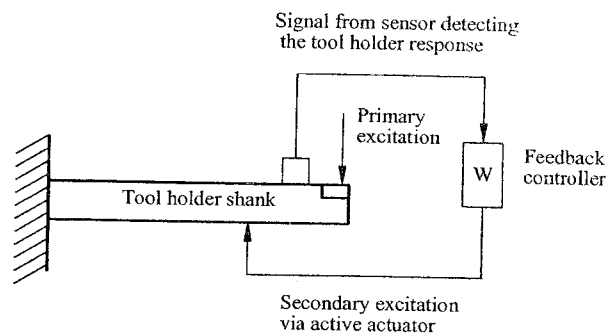 Signal from sensor detecting
the tool holder response
Primary
excitation
Feedback
controller
W
Tool holder shank
Secondary excitation
via active actuator